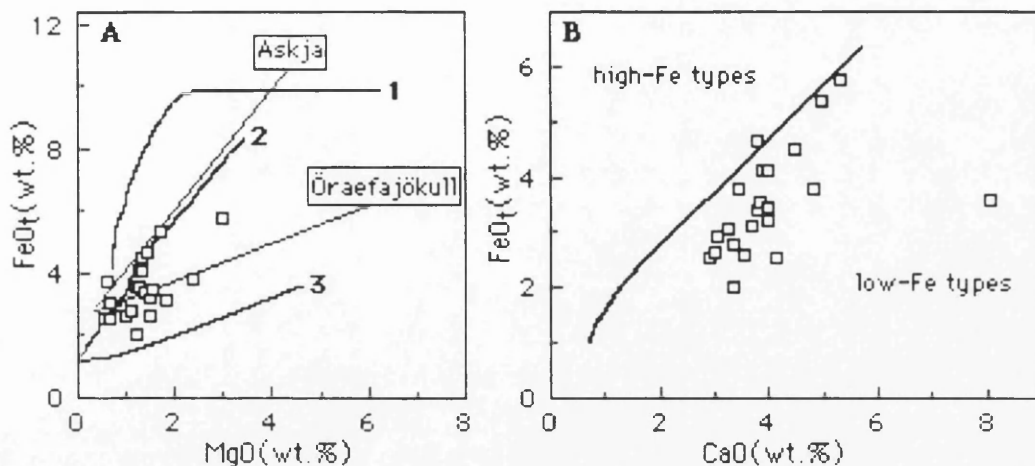 A
FeOt(wt.%)
12
8
4
0
Askja
1
2
Öraefajökull
3
0
2
4
6
8
MgO(wt.%)
B
FeOt(wt.%)
6
4
2
0
high-Fe types
low-Fe types
0
2
4
6
8
CaO(wt.%)